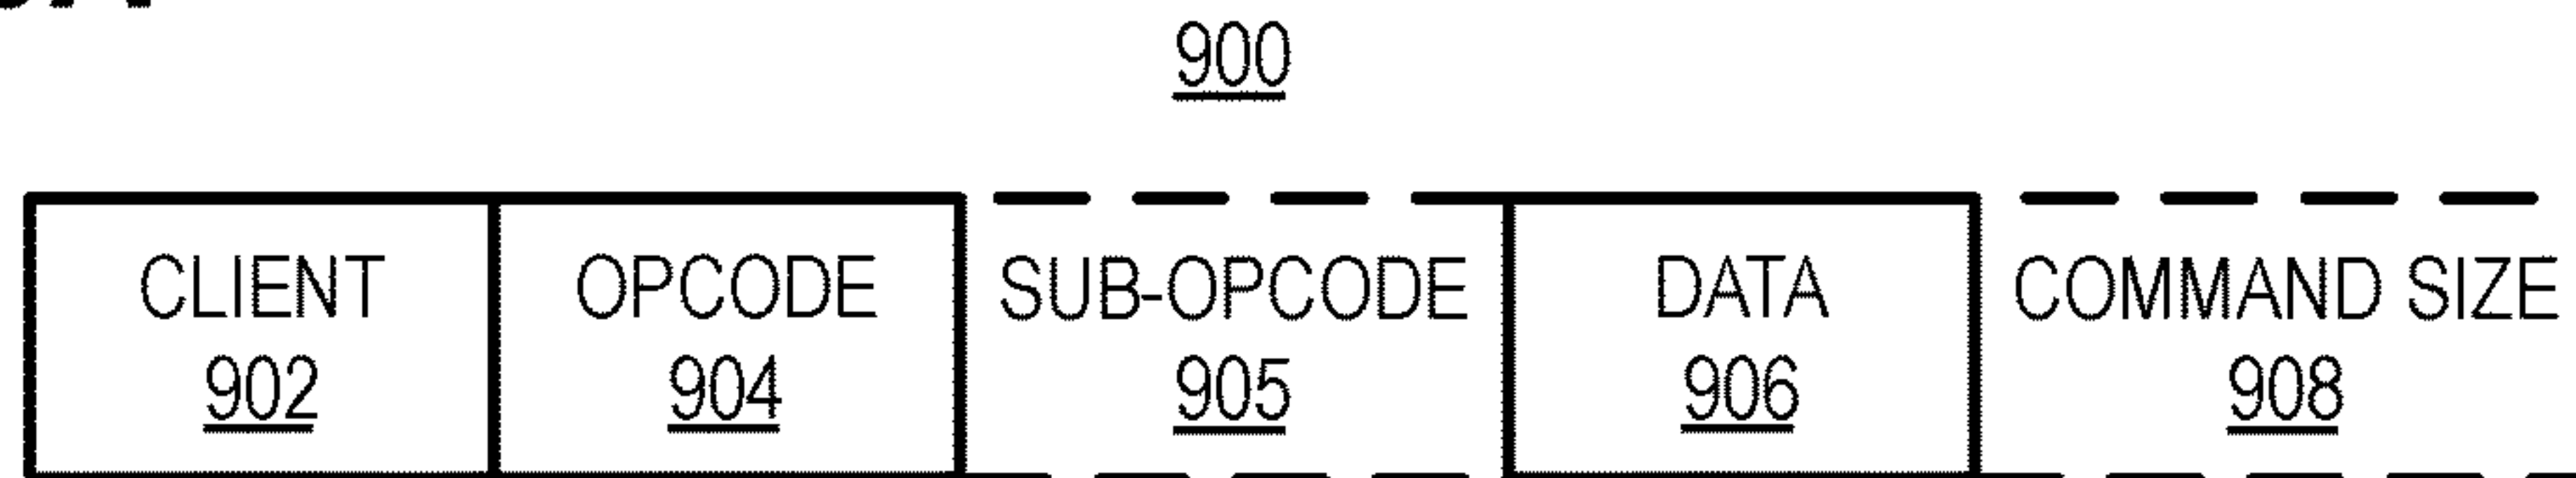 900
CLIENT OPCODE SUB-OPCODE DATA COMMAND SIZE
902 904 905 906 908